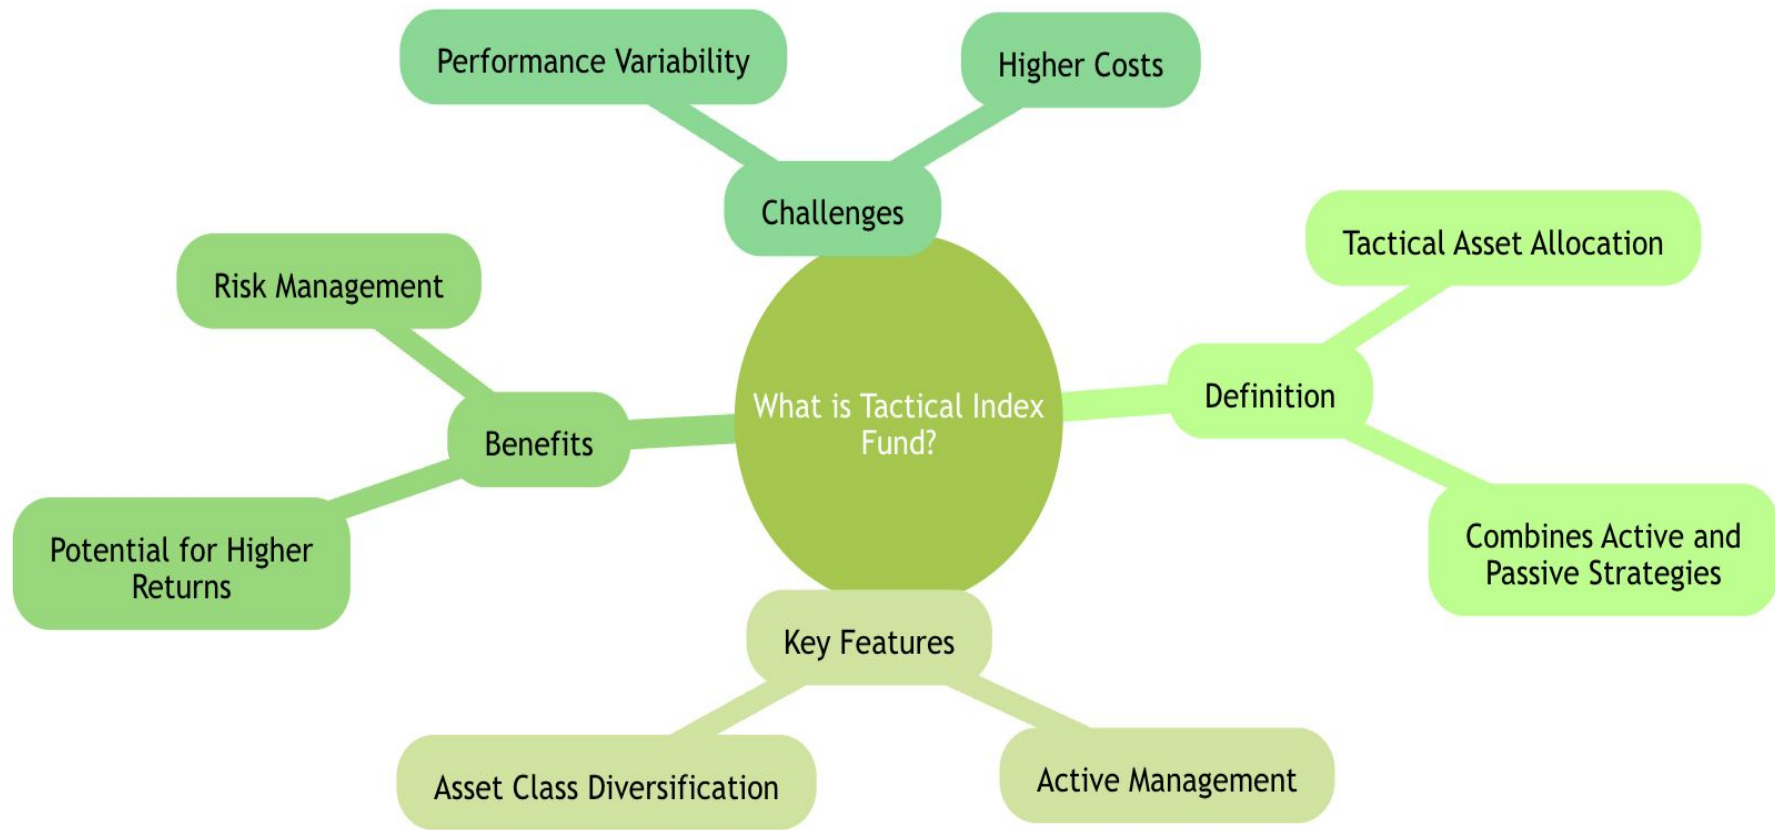 Performance Variability
Higher Costs
Challenges
Tactical Asset Allocation
Risk Management
Definition
What is Tactical Index
Fund?
Benefits
Combines Active and
Passive Strategies
Potential for Higher
Returns
Key Features
Asset Class Diversification
Active Management